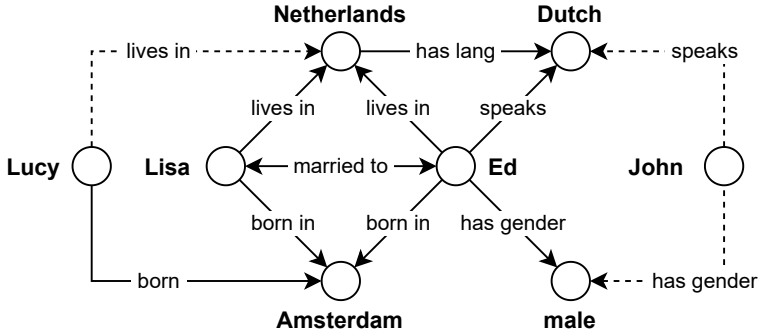 Netherlands Dutch
lives in has lang speaks
lives in lives in speaks
Lucy Lisa married to Ed John
born in born in has gender
born has gender
Amsterdam male